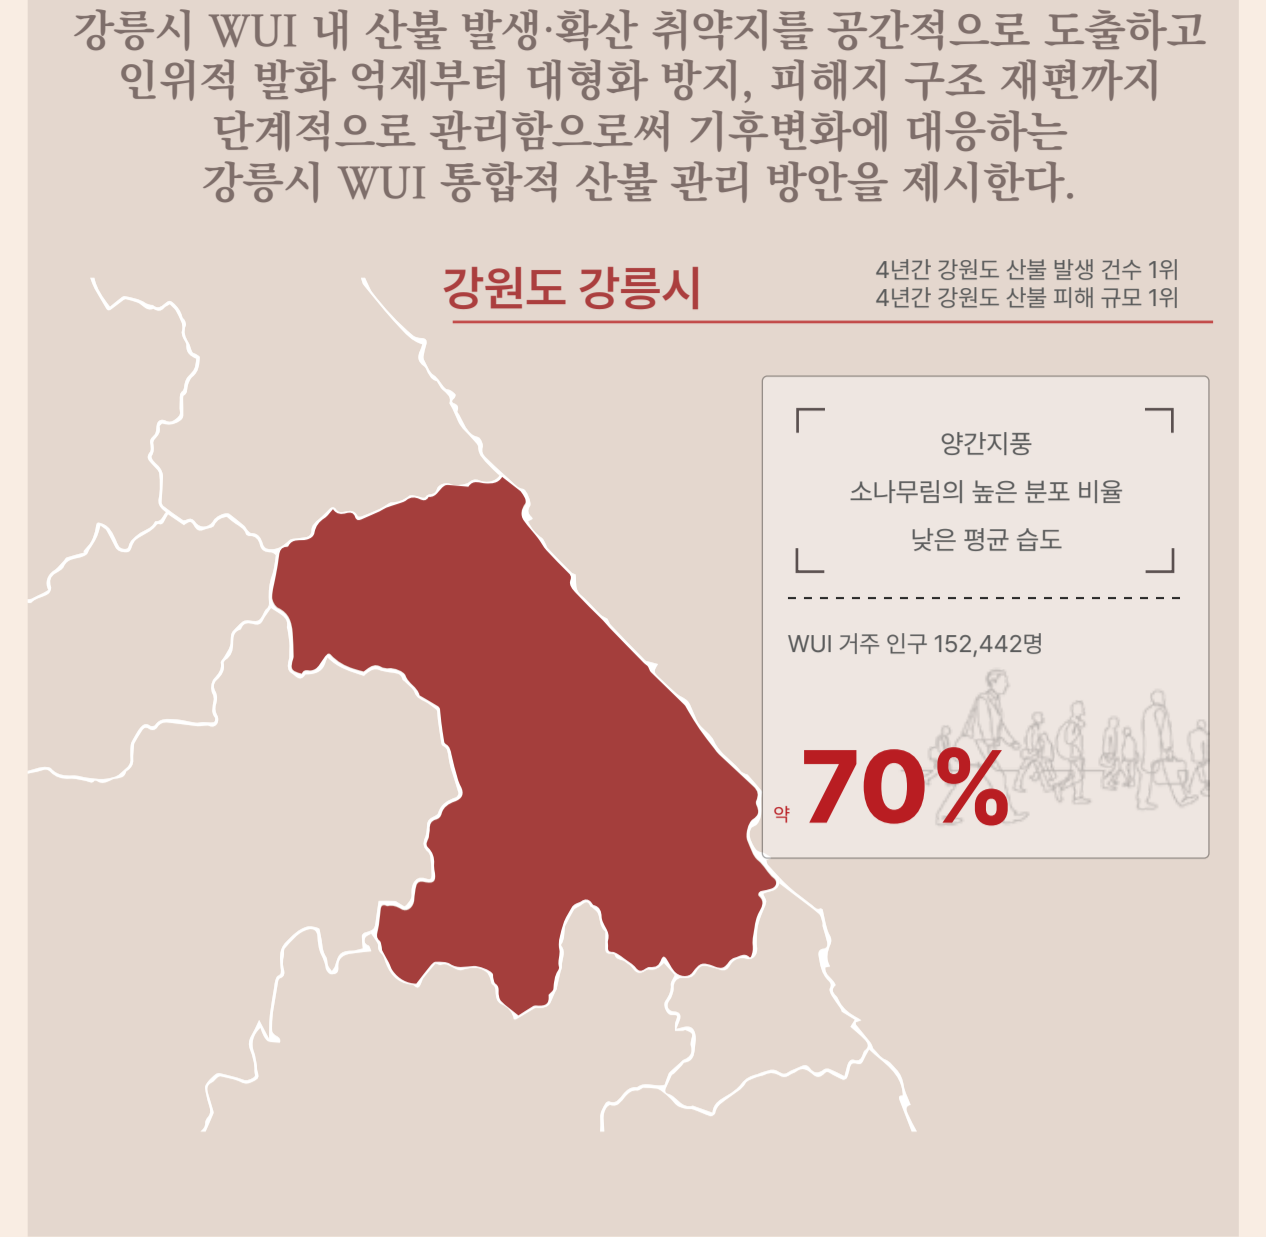 강릉시 WUI 내 산불 발생·확산 취약지를 공간적으로 도출하고
인위적 발화 억제부터 대형화 방지, 피해지 구조 재편까지
단계적으로 관리함으로써 기후변화에 대응하는
강릉시 WUI 통합적 산불 관리 방안을 제시한다.
강원도 강릉시
4년간 강원도 산불 발생 건수 1위
4년간 강원도 산불 피해 규모 1위
양간지풍
소나무림의 높은 분포 비율
낮은 평균 습도
WUI 거주 인구 152,442명
약 70%